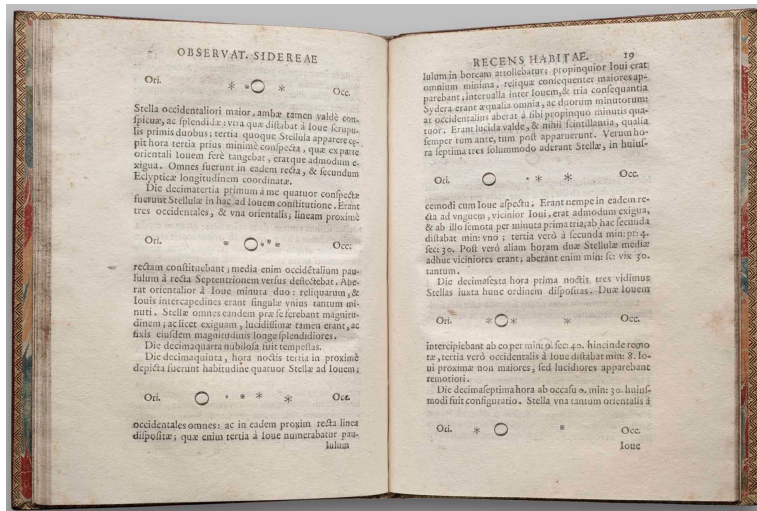 OBSERVAT. SIDEREAE
Ori. * *○ * Occ.
Stella occidentaliori maior, ambæ tamen valdè con-
spicuæ, ac splendidæ: vtra quæ distabat à Ioue scrupu-
lis primis duobus; tertia quoque Stellula apparere cę-
pit hora tertia prius minimè conspecta, quæ ex parte
orientali Iouem ferè tangebat, eratque admodum e-
xigua. Omnes fuerunt in eadem recta, & secundum
Eclypticæ longitudinem coordinatæ.
Die decimatertia primum à me quatuor conspectæ
fuerunt Stellulæ in hac ad Iouem constitutione. Erant
tres occidentales, & vna orientalis; lineam proximè
Ori. * ○*** Occ:
rectam constituebant; media enim occidétalium pau-
lulum à recta Septentrionem versus deflectebat. Abe-
rat orientalior à Ioue minuta duo: reliquarum, &
Iouis intercapedines erant singulæ vnius tantum mi-
nuti. Stellæ omnes eandem præ se ferebant magnitu-
dinem; ac licet exiguam, lucidissimæ tamen erant, ac
fixis eiusdem magnitudinis longe splendidiores.
Die decimaquarta nubilosa fuit tempestas.
Die decimaquinta, hora noctis tertia in proximè
depicta fuerunt habitudine quatuor Stellæ ad Iouem;
Ori. ○ * * * * Occ.
occidentales omnes: ac in eadem proxim recta linea
dispositæ; quæ enim tertia à Ioue numerabatur pau-
lulum
RECENS HABITAE. 19
lulum in boream attollebatur; propinquior Ioui erat
omnium minima, reliquæ consequenter maiores ap-
parebant; interualla inter Iouem, & tria consequentia
Sydera erant æqualia omnia, ac duorum minutorum:
at occidentalius aberat à sibi propinquo minutis qua-
tuor. Erant lucida valde, & nihil scintillantia, qualia
semper tum ante, tum post apparuerunt. Verum ho-
ra septima tres solummodo aderant Stellæ, in huius-
Ori. ○ * * * Occ.
cemodi cum Ioue aspectu. Erant nempe in eadem re-
cta ad vnguem, vicinior Ioui, erat admodum exigua,
& ab illo semota per minuta prima tria; ab hac secunda
distabat min: vno; tertia verò à secunda min: pr: 4.
sec: 30. Post verò aliam horam duæ Stellulæ mediæ
adhuc viciniores erant; aberant enim min: sc: vix 30.
tantum.
Die decimasexta hora prima noctis tres vidimus
Stellas iuxta hunc ordinem dispositas. Duæ Iouem
Ori. *○* * Occ.
intercipiebant ab eo per min: 0. sec: 40. hinc inde remo
tæ, tertia verò occidentalis à Ioue distabat min: 8. Io-
ui proximæ non maiores, sed lucidiores apparebant
remotiori.
Die decimaseptima hora ab occasu 0. min: 30. huius-
modi fuit configuratio. Stella vna tantum orientalis à
Ori. * ○ * Occ.
Ioue